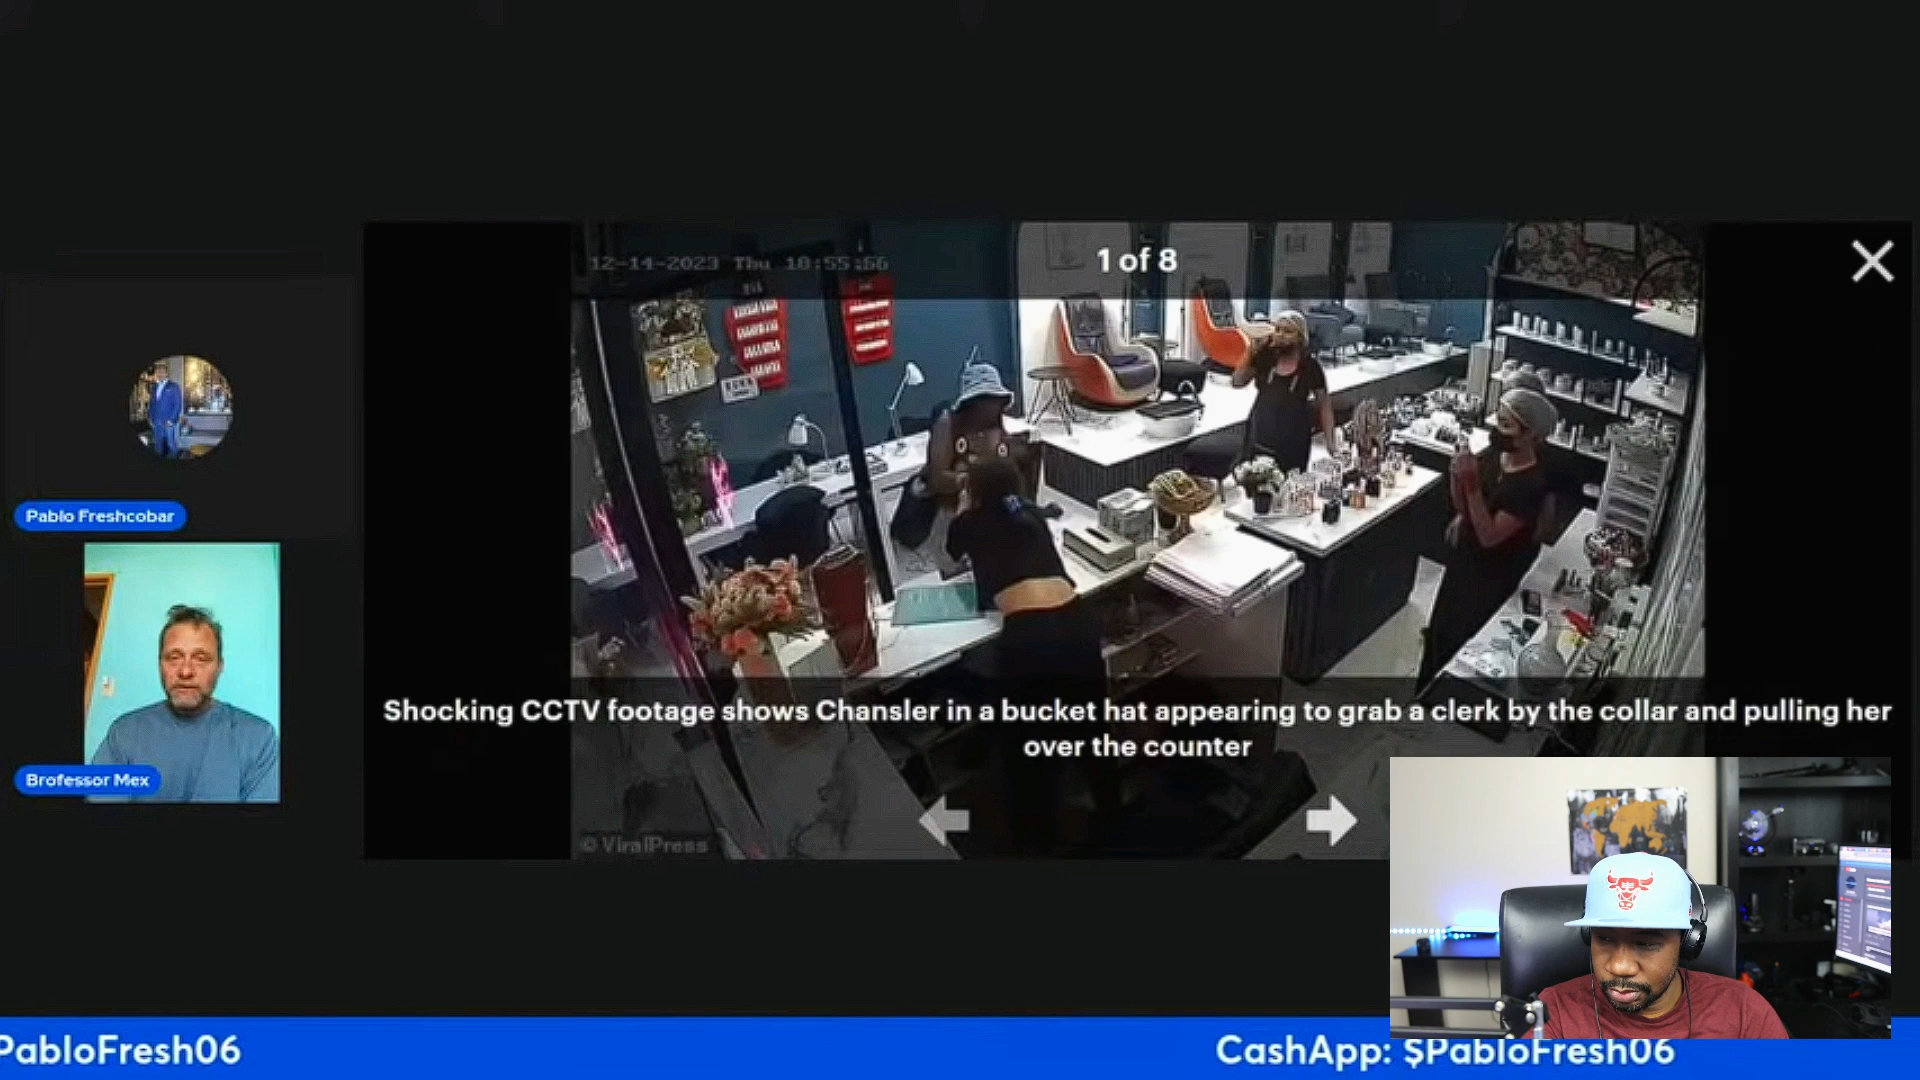 12-14-2023 Thu 18:55:56
1 of 8
Pablo Freshcobar
Brofessor Mex
Shocking CCTV footage shows Chansler in a bucket hat appearing to grab a clerk by the collar and pulling her
over the counter
© ViralPress
PabloFresh06
CashApp: $PabloFresh06